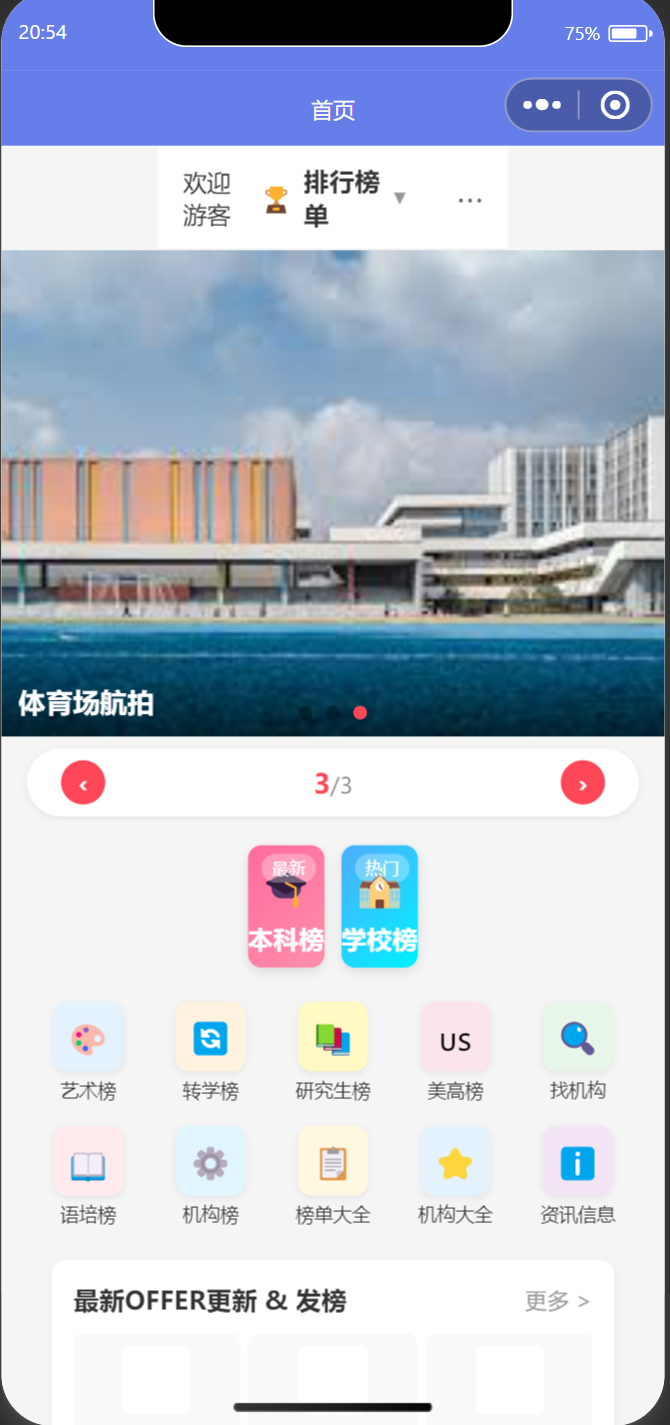 20:54
75%
首页
欢迎
游客
排行榜
单
▼
...
体育场航拍
‹
3/3
›
最新
热门
本科榜
学校榜
US
艺术榜
转学榜
研究生榜
美高榜
找机构
语培榜
机构榜
榜单大全
机构大全
资讯信息
最新OFFER更新 & 发榜
更多 >